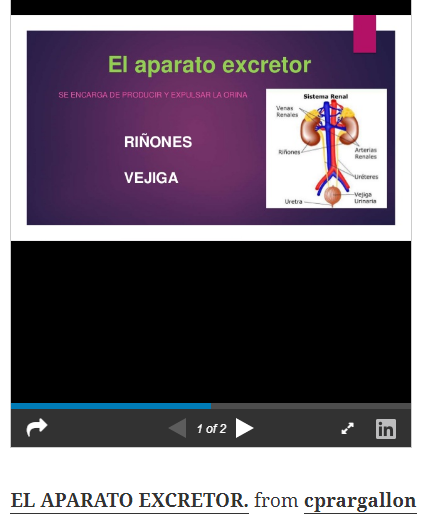 El aparato excretor
SE ENCARGA DE PRODUCIR Y EXPULSAR LA ORINA
RIÑONES
VEJIGA
Sistema Renal
Venas
Renales
Riñones
Arterias
Renales
Uréteres
Vejiga
Urinaria
Uretra
1 of 2
in
EL APARATO EXCRETOR. from cprargallon